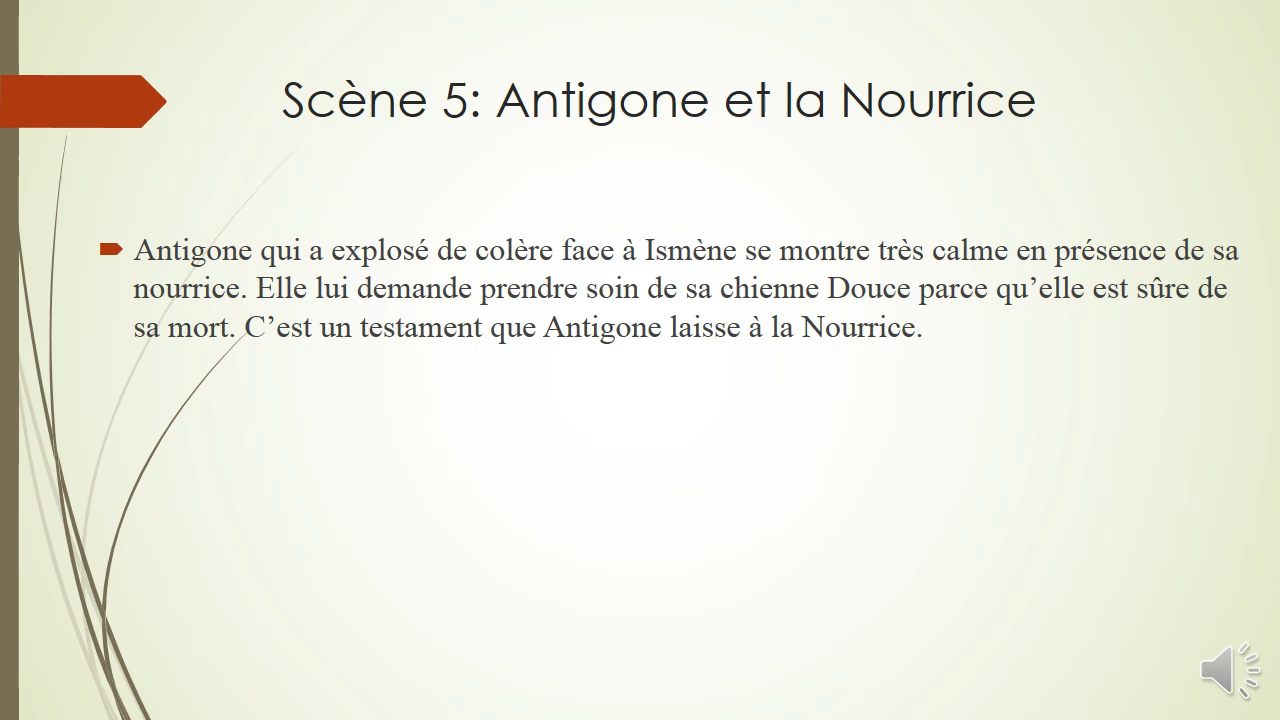 Scène 5: Antigone et la Nourrice
Antigone qui a explosé de colère face à Ismène se montre très calme en présence de sa
nourrice. Elle lui demande prendre soin de sa chienne Douce parce qu’elle est sûre de
sa mort. C’est un testament que Antigone laisse à la Nourrice.